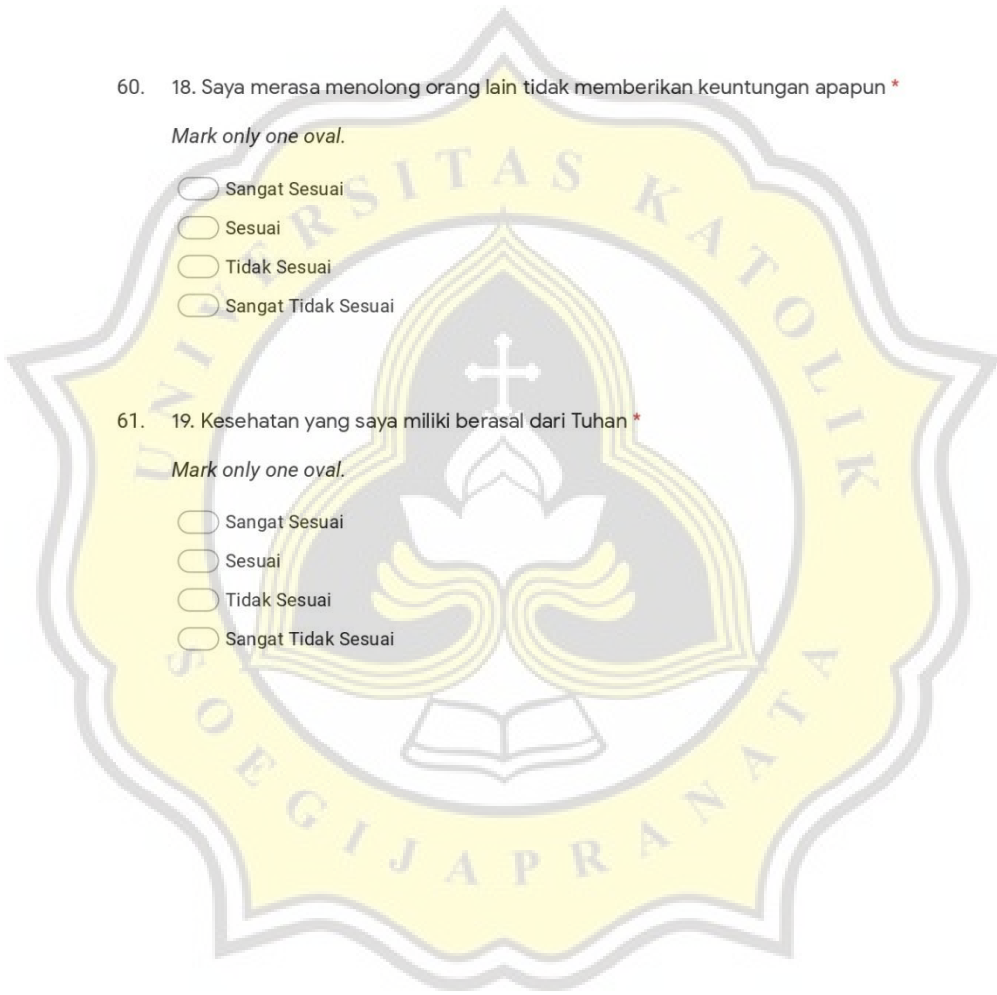 60. 18. Saya merasa menolong orang lain tidak memberikan keuntungan apapun *
Mark only one oval.
Sangat Sesuai
Sesuai
Tidak Sesuai
Sangat Tidak Sesuai
61. 19. Kesehatan yang saya miliki berasal dari Tuhan *
Mark only one oval.
Sangat Sesuai
Sesuai
Tidak Sesuai
Sangat Tidak Sesuai
UNIVERSITAS KATOLIK
SOEGIJAPRANATA